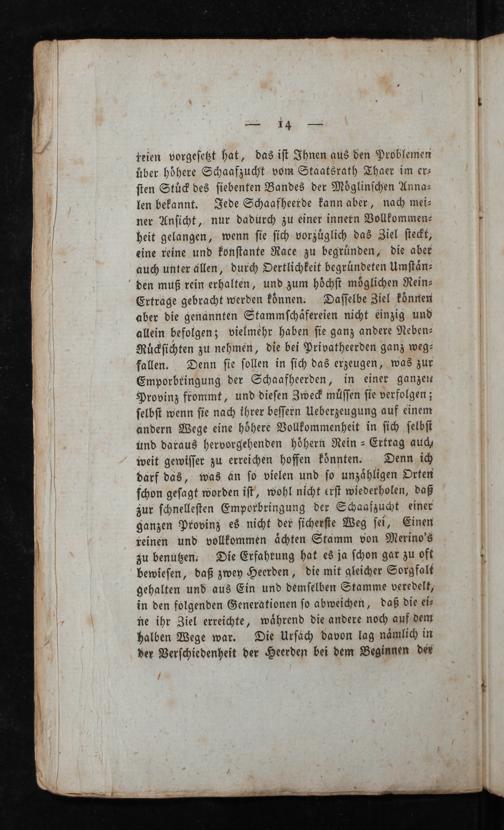 — 14 —
reien vorgesetzt hat, das ist Ihnen aus den Problemen
über höhere Schaafzucht vom Staatsrath Thaer im er-
sten Stück des siebenten Bandes der Möglinschen Anna-
len bekannt. Jede Schaafheerde kann aber, nach mei-
ner Ansicht, nur dadurch zu einer innern Vollkommen-
heit gelangen, wenn sie sich vorzüglich das Ziel steckt,
eine reine und konstante Race zu begründen, die aber
auch unter allen, durch Oertlichkeit begründeten Umstän-
den muß rein erhalten, und zum höchst möglichen Rein-
Ertrage gebracht werden können. Dasselbe Ziel können
aber die genannten Stammschäfereien nicht einzig und
allein befolgen; vielmehr haben sie ganz andere Neben-
Rücksichten zu nehmen, die bei Privatheerden ganz weg-
fallen. Denn sie sollen in sich das erzeugen, was zur
Emporbringung der Schaafheerden, in einer ganzen
Provinz frommt, und diesen Zweck müssen sie verfolgen;
selbst wenn sie nach ihrer bessern Ueberzeugung auf einem
andern Wege eine höhere Vollkommenheit in sich selbst
und daraus hervorgehenden höhern Rein-Ertrag auch
weit gewisser zu erreichen hoffen könnten. Denn ich
darf das, was an so vielen und so unzähligen Orten
schon gesagt worden ist, wohl nicht erst wiederholen, daß
zur schnellesten Emporbringung der Schaafzucht einer
ganzen Provinz es nicht der sicherste Weg sei, Einen
reinen und vollkommen ächten Stamm von Merino's
zu benutzen. Die Erfahrung hat es ja schon gar zu oft
bewiesen, daß zwey Heerden, die mit gleicher Sorgfalt
gehalten und aus Ein und demselben Stamme veredelt,
in den folgenden Generationen so abweichen, daß die ei-
ne ihr Ziel erreichte, während die andere noch auf dem
halben Wege war. Die Ursach davon lag nämlich in
der Verschiedenheit der Heerden bei dem Beginnen der